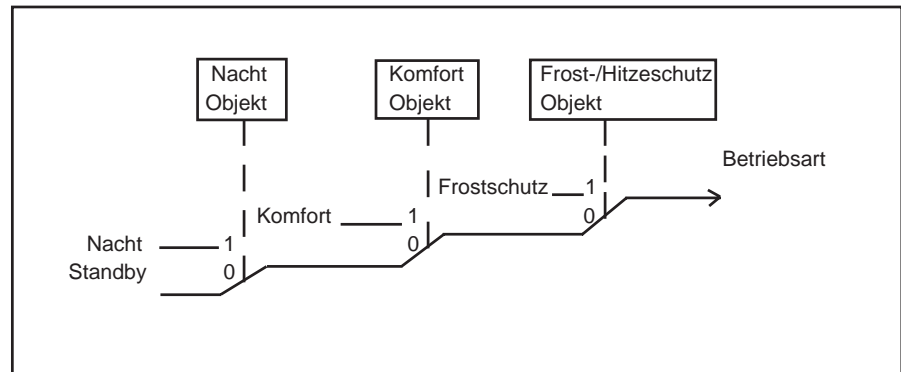 Nacht
Objekt
Komfort
Objekt
Frost-/Hitzeschutz
Objekt
Betriebsart
Frostschutz 1
0
Komfort 1
0
Nacht 1
Standby 0